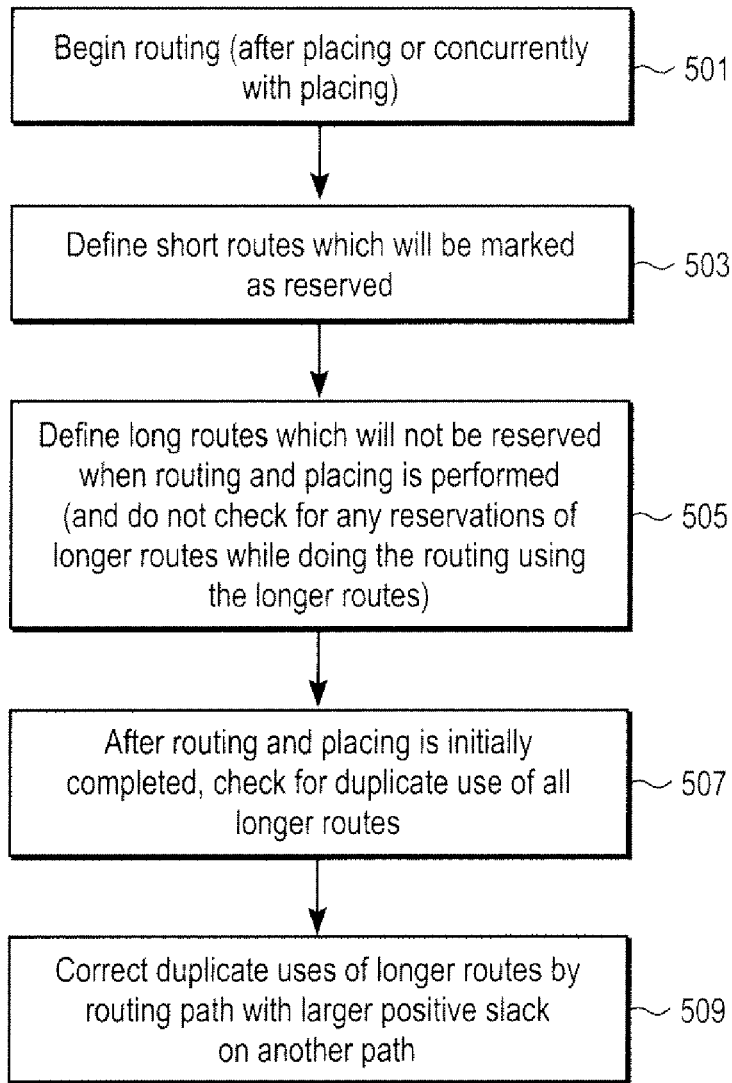 Begin routing (after placing or concurrently
with placing)
501
Define short routes which will be marked
as reserved
503
Define long routes which will not be reserved
when routing and placing is performed
(and do not check for any reservations of
longer routes while doing the routing using
the longer routes)
505
After routing and placing is initially
completed, check for duplicate use of all
longer routes
507
Correct duplicate uses of longer routes by
routing path with larger positive slack
on another path
509